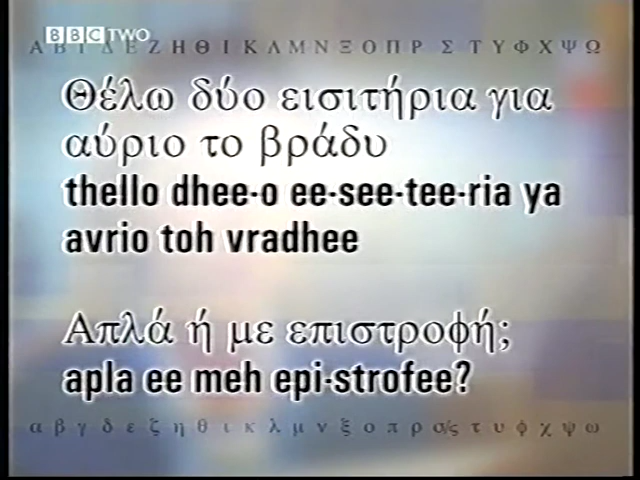 BBC TWO
Α Β Γ Δ Ε Ζ Η Θ Ι Κ Λ Μ Ν Ξ Ο Π Ρ Σ Τ Υ Φ Χ Ψ Ω
Θέλω δύο εισιτήρια για
αύριο το βράδυ
thello dhee-o ee-see-tee-ria ya
avrio toh vradhee
Απλά ή με επιστροφή;
apla ee meh epi-strofee?
α β γ δ ε ζ η θ ι κ λ μ ν ξ ο π ρ σ/ς τ υ φ χ ψ ω